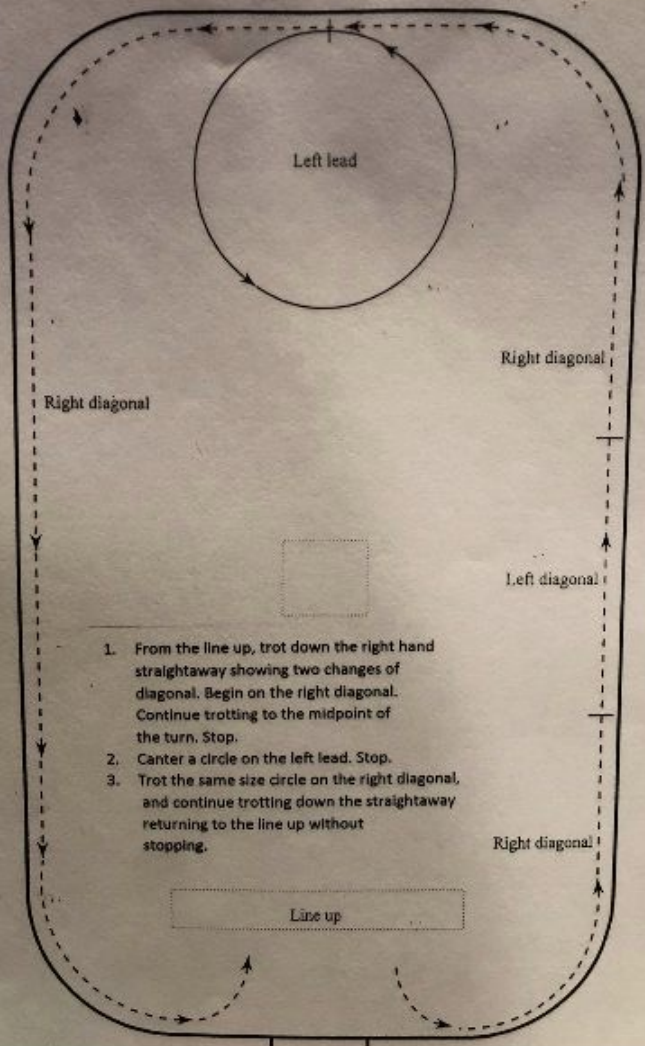 Left lead
Right diagonal
Right diagonal
Left diagonal
1. From the line up, trot down the right hand
straightaway showing two changes of
diagonal. Begin on the right diagonal.
Continue trotting to the midpoint of
the turn. Stop.
2. Canter a circle on the left lead. Stop.
3. Trot the same size circle on the right diagonal,
and continue trotting down the straightaway
returning to the line up without
stopping.
Right diagonal
Line up